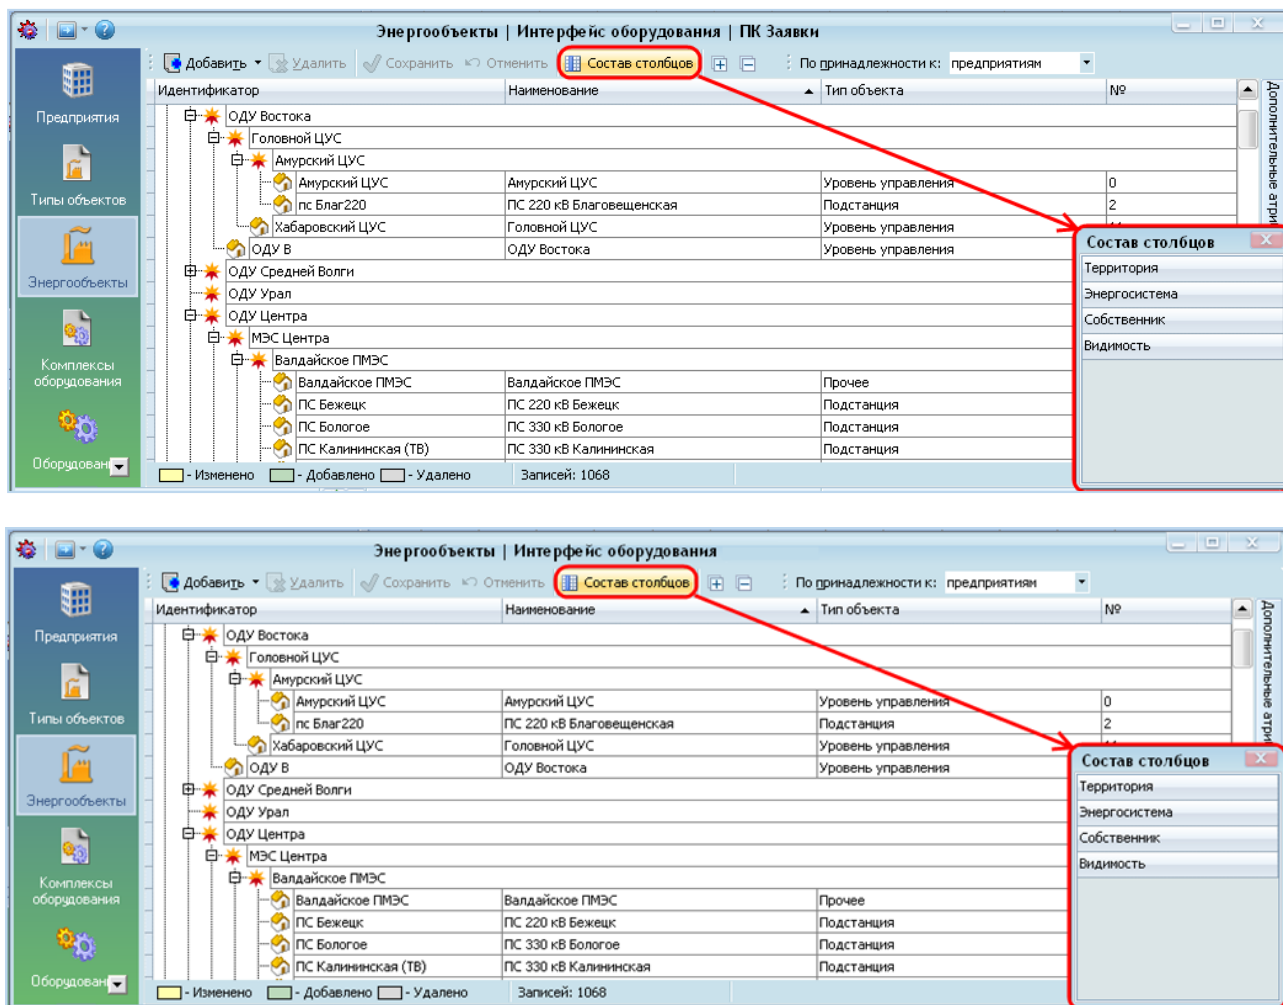 Энергообъекты | Интерфейс оборудования | ПК Заявки
Добавить Удалить Сохранить Отменить Состав столбцов По принадлежности к: предприятиям
Идентификатор Наименование Тип объекта №
Предприятия
Типы объектов
Энергообъекты
Комплексы
оборудования
ОДУ Востока
Головной ЦУС
Амурский ЦУС
Амурский ЦУС Амурский ЦУС Уровень управления 0
пс Благ220 ПС 220 кВ Благовещенская Подстанция 2
Хабаровский ЦУС Головной ЦУС Уровень управления
ОДУ В ОДУ Востока Уровень управления
ОДУ Средней Волги
ОДУ Урал
ОДУ Центра
МЭС Центра
Валдайское ПМЭС
Валдайское ПМЭС Валдайское ПМЭС Прочее
ПС Бежецк ПС 220 кВ Бежецк Подстанция
ПС Бологое ПС 330 кВ Бологое Подстанция
ПС Калининская (ТВ) ПС 330 кВ Калининская Подстанция
Дополнительные
Состав столбцов
Территория
Энергосистема
Собственник
Видимость
- Изменено - Добавлено - Удалено Записей: 1068
Энергообъекты | Интерфейс оборудования
Добавить Удалить Сохранить Отменить Состав столбцов По принадлежности к: предприятиям
Идентификатор Наименование Тип объекта №
Предприятия
Типы объектов
Энергообъекты
Комплексы
оборудования
ОДУ Востока
Головной ЦУС
Амурский ЦУС
Амурский ЦУС Амурский ЦУС Уровень управления 0
пс Благ220 ПС 220 кВ Благовещенская Подстанция 2
Хабаровский ЦУС Головной ЦУС Уровень управления
ОДУ В ОДУ Востока Уровень управления
ОДУ Средней Волги
ОДУ Урал
ОДУ Центра
МЭС Центра
Валдайское ПМЭС
Валдайское ПМЭС Валдайское ПМЭС Прочее
ПС Бежецк ПС 220 кВ Бежецк Подстанция
ПС Бологое ПС 330 кВ Бологое Подстанция
ПС Калининская (ТВ) ПС 330 кВ Калининская Подстанция
Дополнительные
Состав столбцов
Территория
Энергосистема
Собственник
Видимость
- Изменено - Добавлено - Удалено Записей: 1068